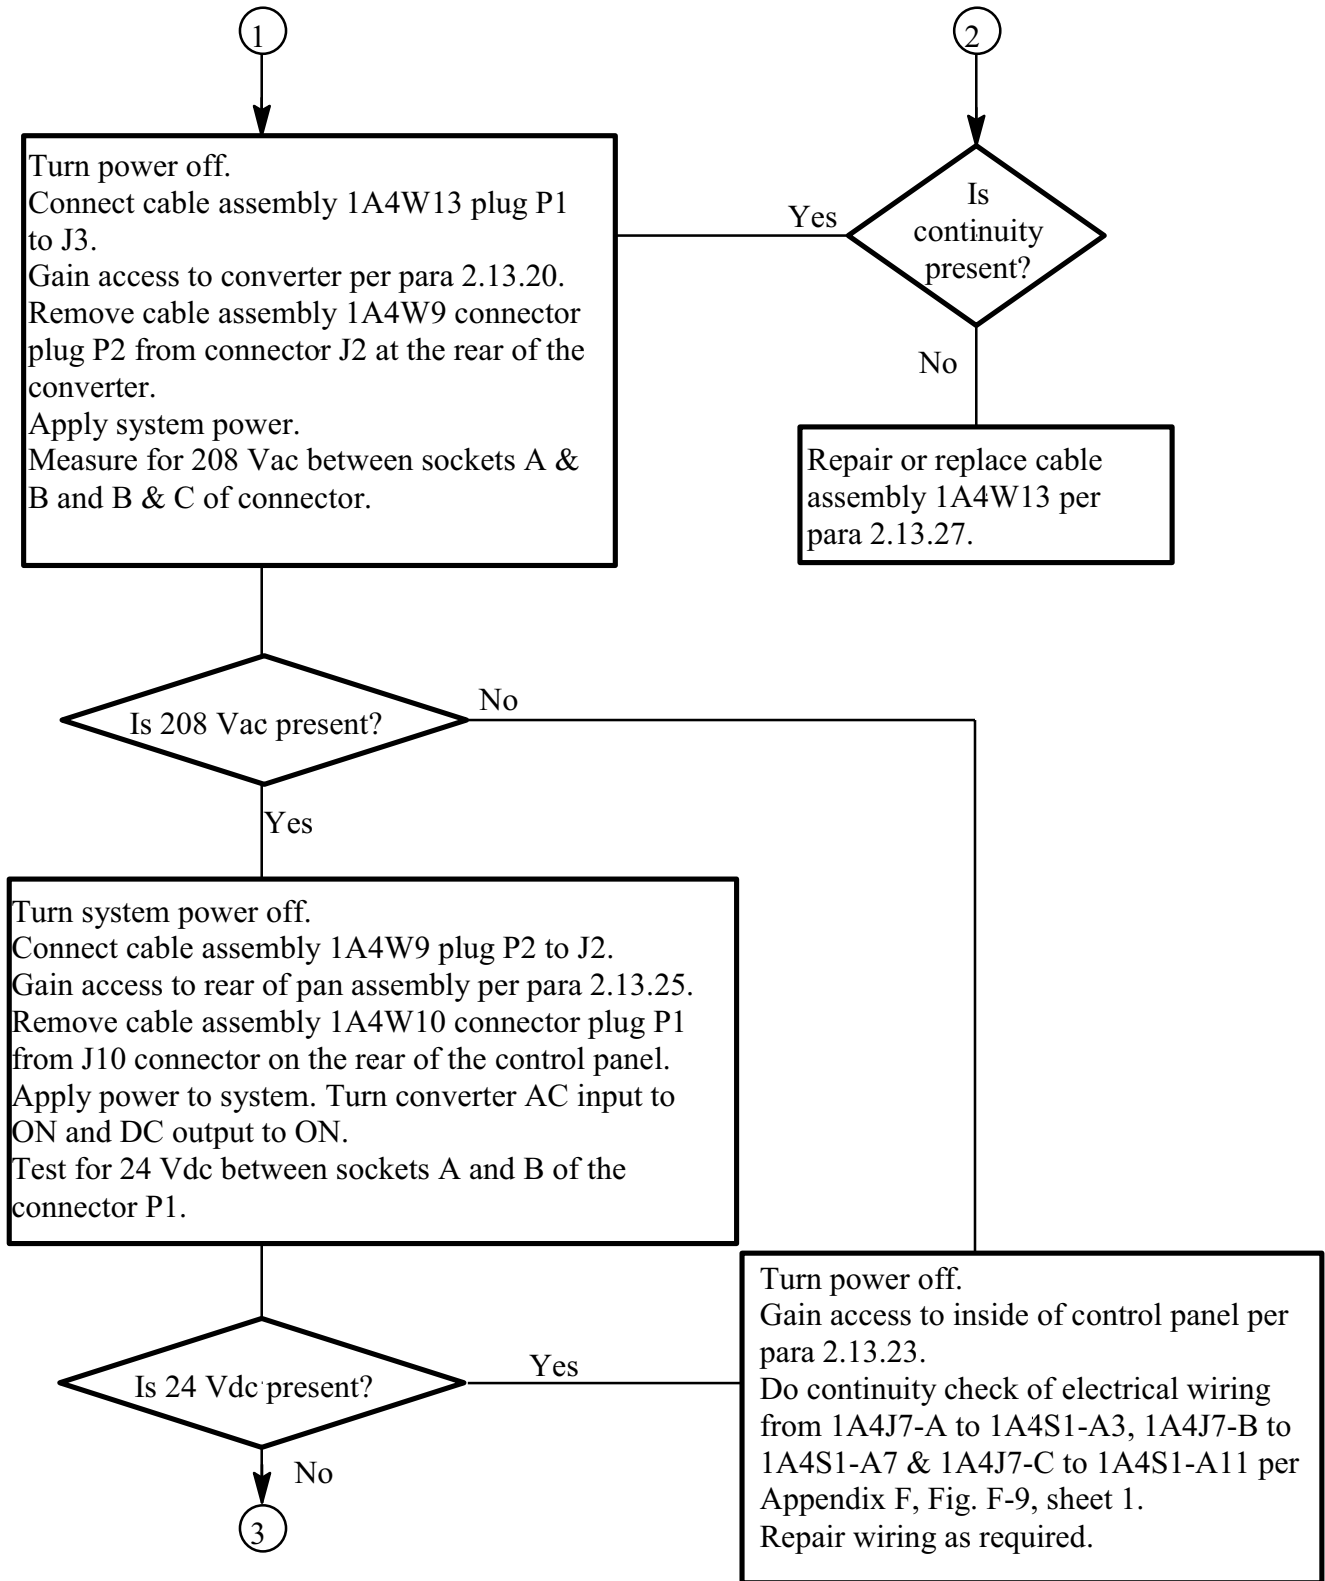 1
2
Turn power off.
Connect cable assembly 1A4W13 plug P1
to J3.
Gain access to converter per para 2.13.20.
Remove cable assembly 1A4W9 connector
plug P2 from connector J2 at the rear of the
converter.
Apply system power.
Measure for 208 Vac between sockets A &
B and B & C of connector.
Yes
Is
continuity
present?
No
Repair or replace cable
assembly 1A4W13 per
para 2.13.27.
Is 208 Vac present?
No
Yes
Turn system power off.
Connect cable assembly 1A4W9 plug P2 to J2.
Gain access to rear of pan assembly per para 2.13.25.
Remove cable assembly 1A4W10 connector plug P1
from J10 connector on the rear of the control panel.
Apply power to system. Turn converter AC input to
ON and DC output to ON.
Test for 24 Vdc between sockets A and B of the
connector P1.
Is 24 Vdc present?
Yes
No
3
Turn power off.
Gain access to inside of control panel per
para 2.13.23.
Do continuity check of electrical wiring
from 1A4J7-A to 1A4S1-A3, 1A4J7-B to
1A4S1-A7 & 1A4J7-C to 1A4S1-A11 per
Appendix F, Fig. F-9, sheet 1.
Repair wiring as required.